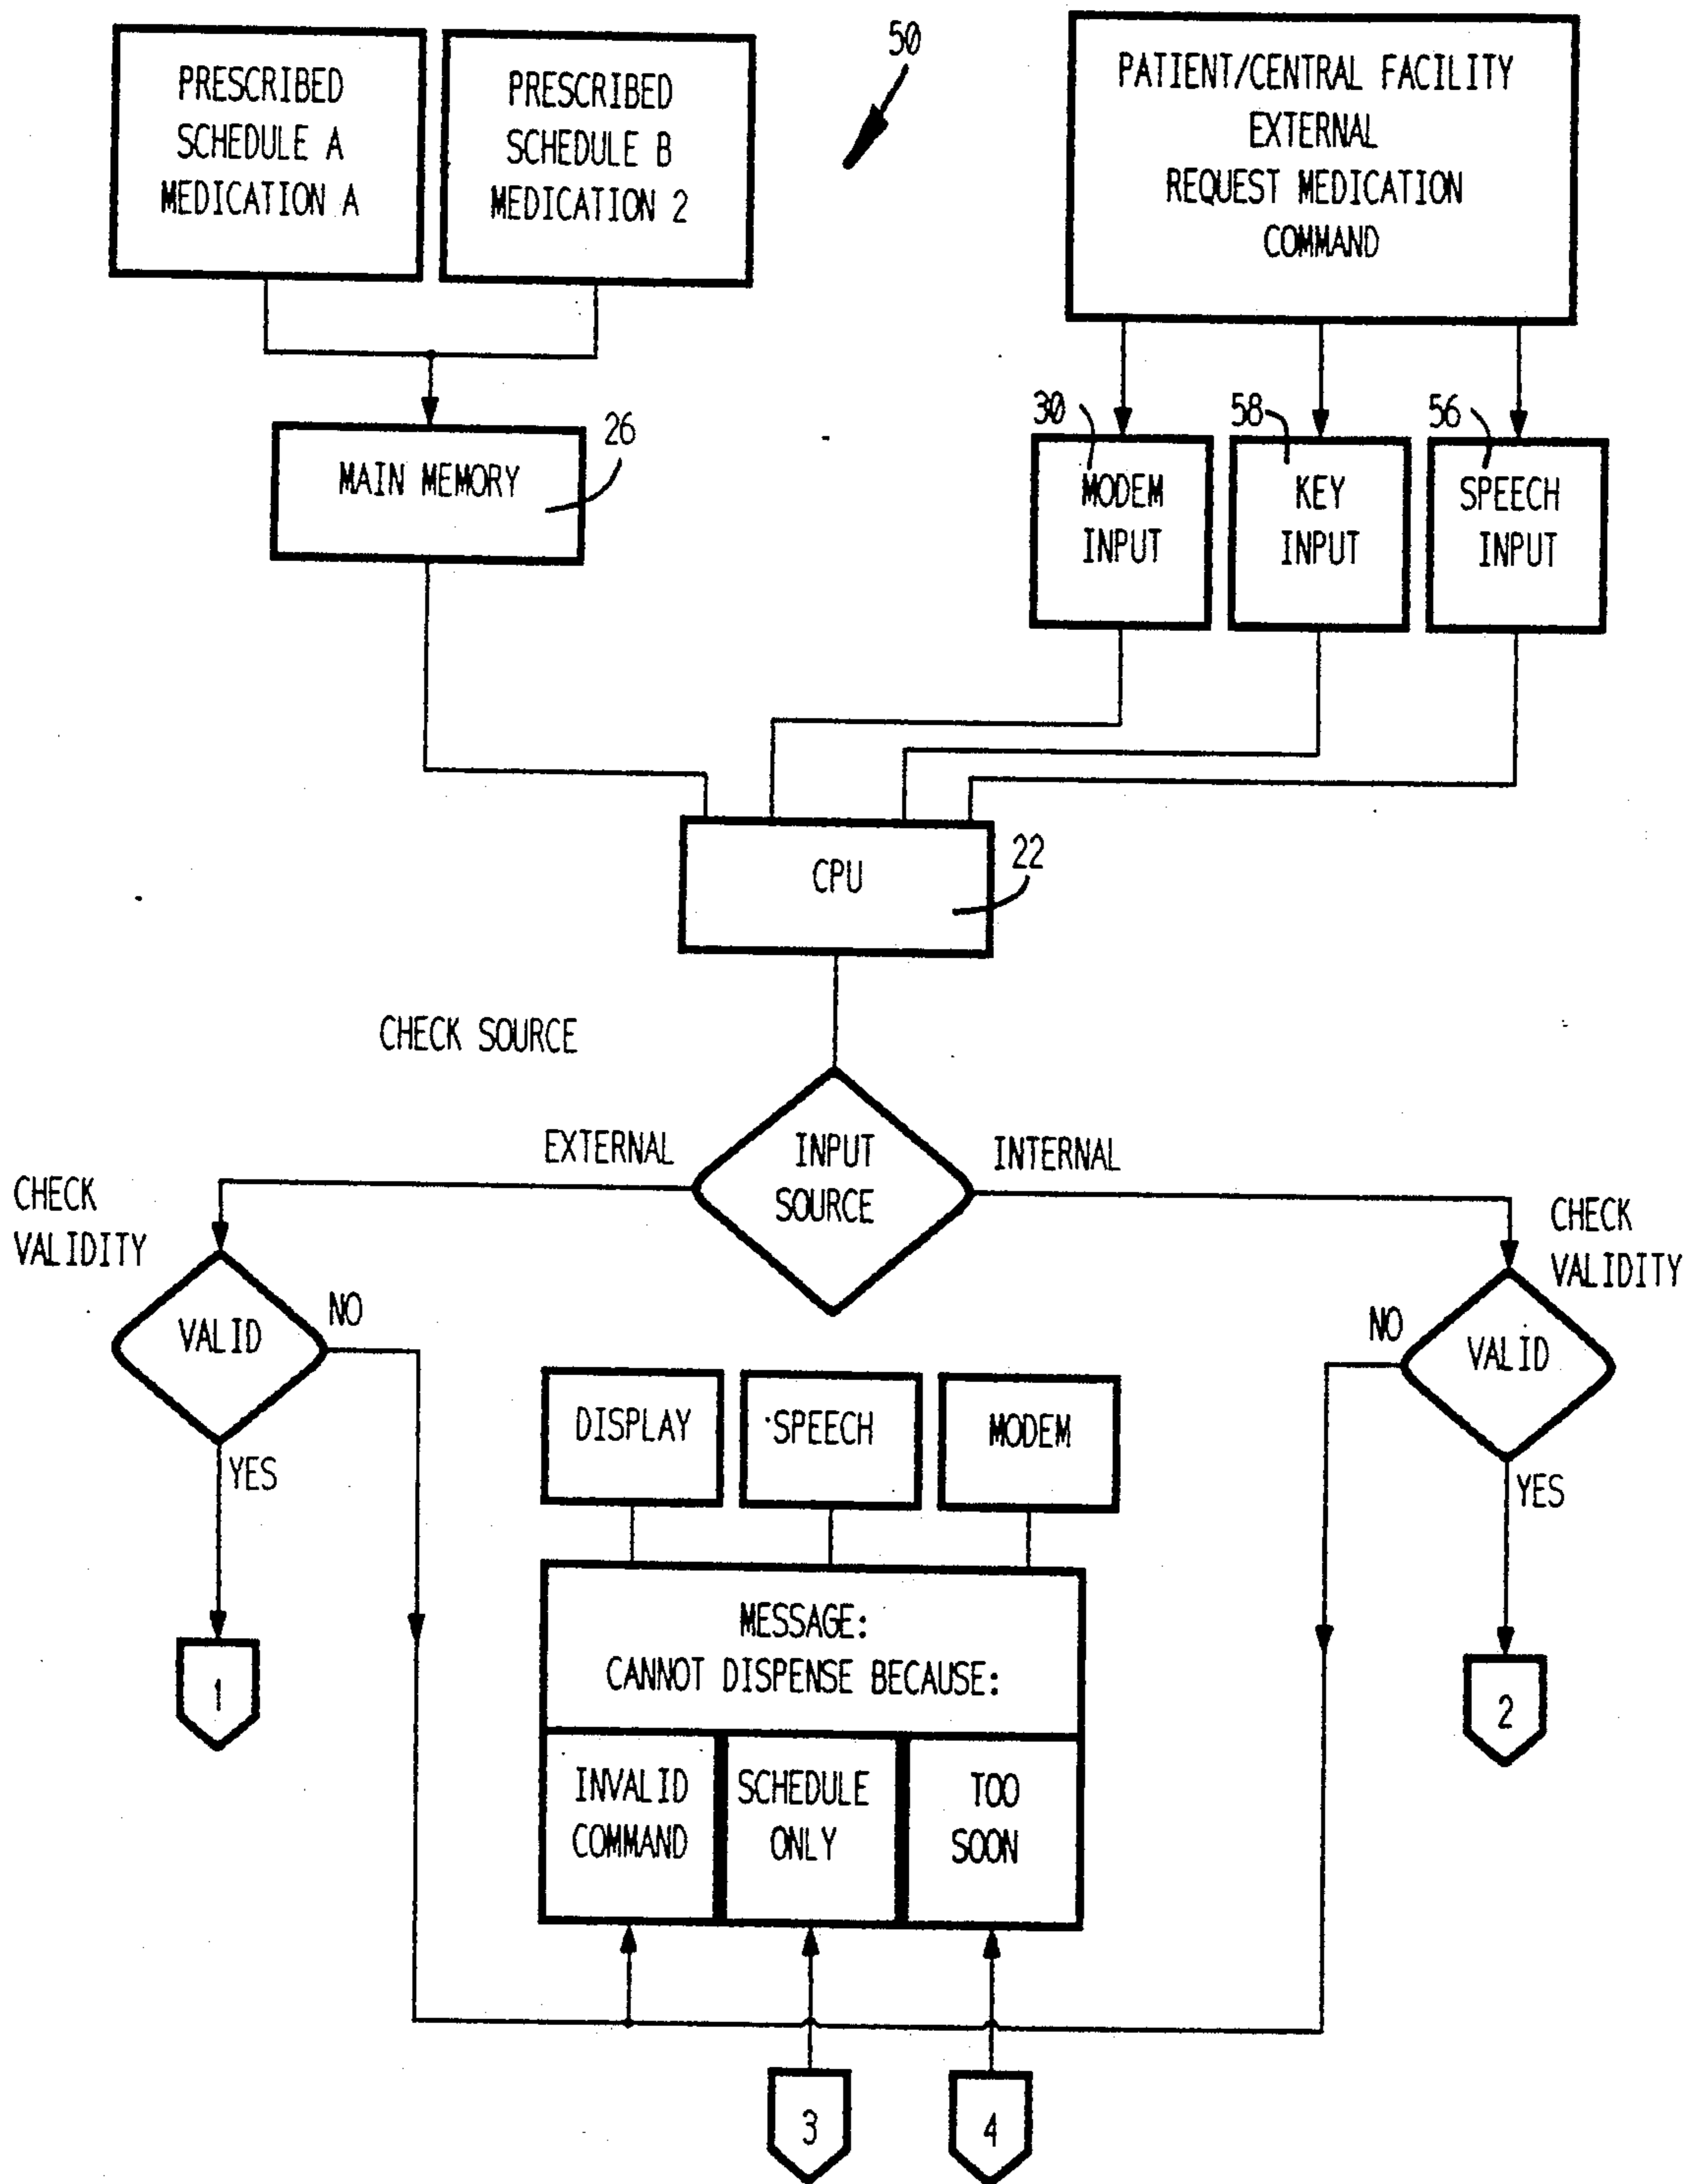 PRESCRIBED
SCHEDULE A
MEDICATION A
PRESCRIBED
SCHEDULE B
MEDICATION 2
50
PATIENT/CENTRAL FACILITY
EXTERNAL
REQUEST MEDICATION
COMMAND
MAIN MEMORY
26
30
MODEM
INPUT
58
KEY
INPUT
56
SPEECH
INPUT
CPU
22
CHECK SOURCE
EXTERNAL
INPUT
SOURCE
INTERNAL
CHECK
VALIDITY
VALID
NO
YES
1
CHECK
VALIDITY
NO
VALID
YES
2
DISPLAY
SPEECH
MODEM
MESSAGE:
CANNOT DISPENSE BECAUSE:
INVALID
COMMAND
SCHEDULE
ONLY
TOO
SOON
3
4